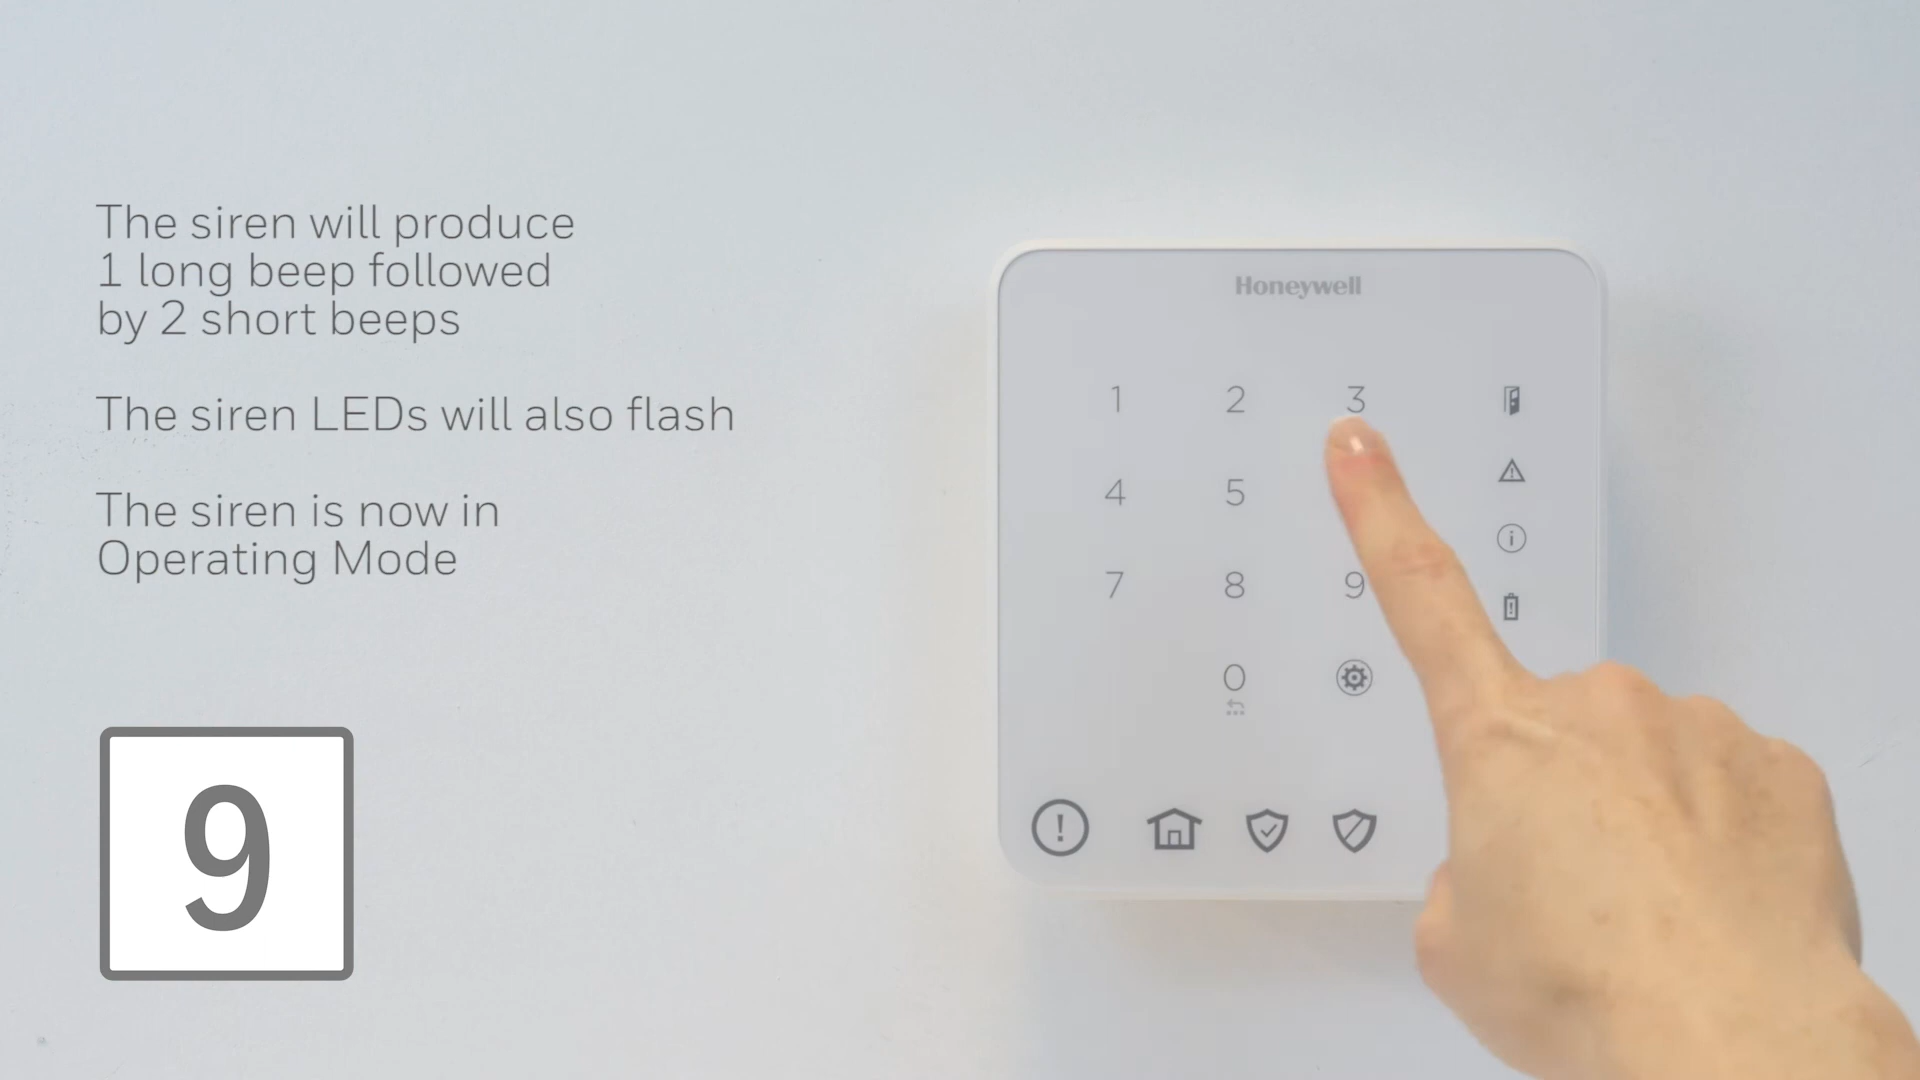 The siren will produce
1 long beep followed
by 2 short beeps
The siren LEDs will also flash
The siren is now in
Operating Mode
9
Honeywell
1 2 3
4 5
7 8 9
0